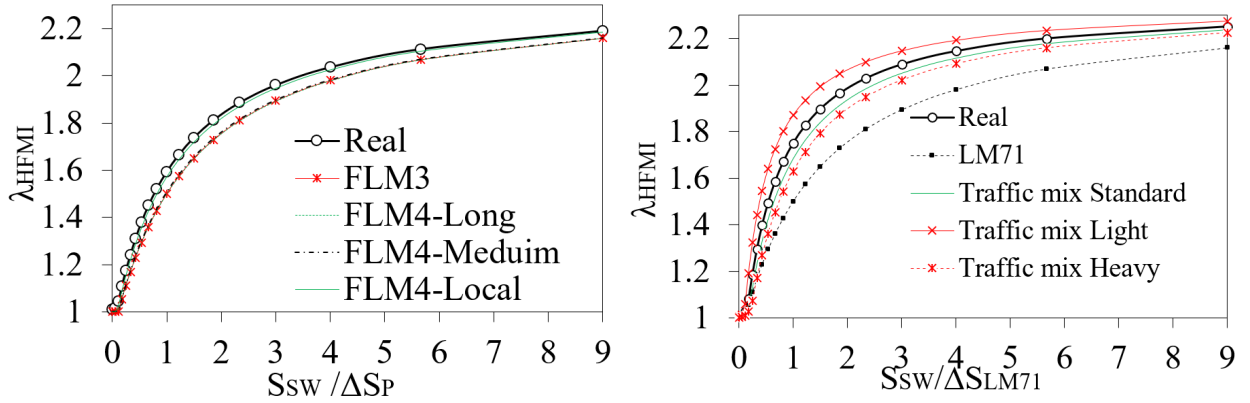 2.2
2
1.8
1.6
1.4
1.2
1
λHFMI
Real
FLM3
FLM4-Long
FLM4-Meduim
FLM4-Local
0 1 2 3 4 5 6 7 8 9
SSW /ΔSP
2.2
2
1.8
1.6
1.4
1.2
1
λHFMI
Real
LM71
Traffic mix Standard
Traffic mix Light
Traffic mix Heavy
0 1 2 3 4 5 6 7 8 9
SSW/ΔSLM71